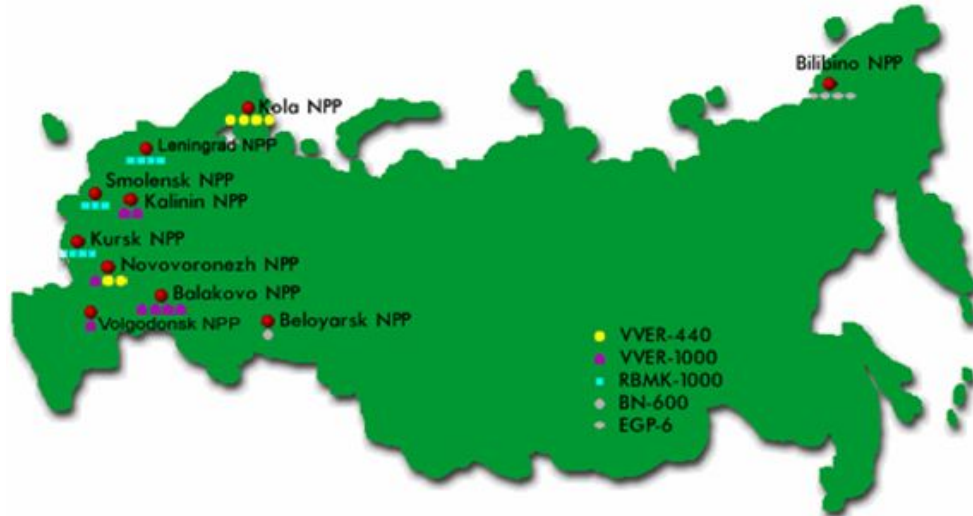 Bilibino NPP
Kola NPP
Leningrad NPP
Smolensk NPP
Kalinin NPP
Kursk NPP
Novovoronezh NPP
Balakovo NPP
Volgodonsk NPP
Beloyarsk NPP
VVER-440
VVER-1000
RBMK-1000
BN-600
EGP-6